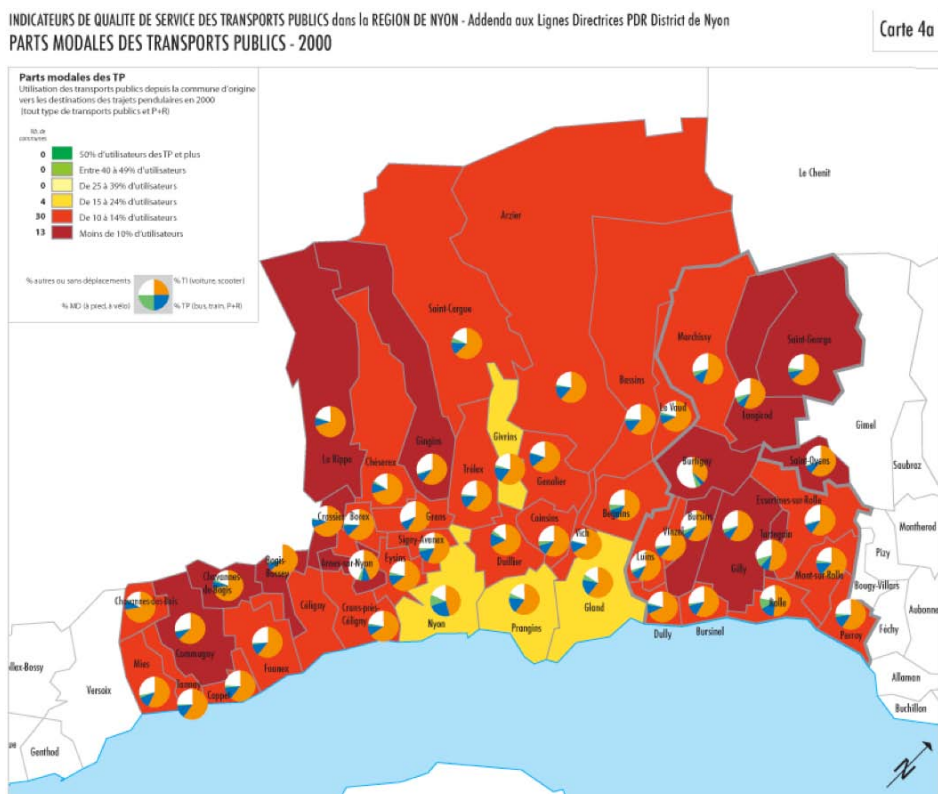 INDICATEURS DE QUALITE DE SERVICE DES TRANSPORTS PUBLICS dans la REGION DE NYON - Addenda aux Lignes Directrices PDR District de Nyon
PARTS MODALES DES TRANSPORTS PUBLICS - 2000
Carte 4a
Parts modales des TP
Utilisation des transports publics depuis la commune d'origine
vers les destinations des trajets pendulaires en 2000
(tout type de transports publics et P+R)
Nb. de
communes
0 50% d'utilisateurs des TP et plus
0 Entre 40 à 49% d'utilisateurs
0 De 25 à 39% d'utilisateurs
4 De 15 à 24% d'utilisateurs
30 De 10 à 14% d'utilisateurs
13 Moins de 10% d'utilisateurs
% autres ou sans déplacements
% TI (voiture, scooter)
% MD (à pied, à vélo)
% TP (bus, train, P+R)
Le Chenit
Arzier
Saint-Cergue
Marchissy
Saint-George
Bassins
Le Vaud
Longirod
Gimel
Givrins
Gingins
La Rippe
Chéserex
Trélex
Genolier
Burtigny
Saint-Oyens
Saubraz
Essertines-sur-Rolle
Crassier
Borex
Grens
Coinsins
Begnins
Bursins
Montherod
Signy-Avenex
Vich
Vinzel
Tartegnin
Pizy
Arnex-sur-Nyon
Eysins
Duillier
Luins
Gilly
Mont-sur-Rolle
Bougy-Villars
Bogis-Bossey
Chavannes-de-Bogis
Chavannes-des-Bois
Céligny
Crans-près-Céligny
Nyon
Prangins
Gland
Dully
Bursinel
Rolle
Perroy
Féchy
Aubonne
Commugny
Founex
Mies
Tannay
Coppet
Versoix
Allaman
Buchillon
Genthod
N